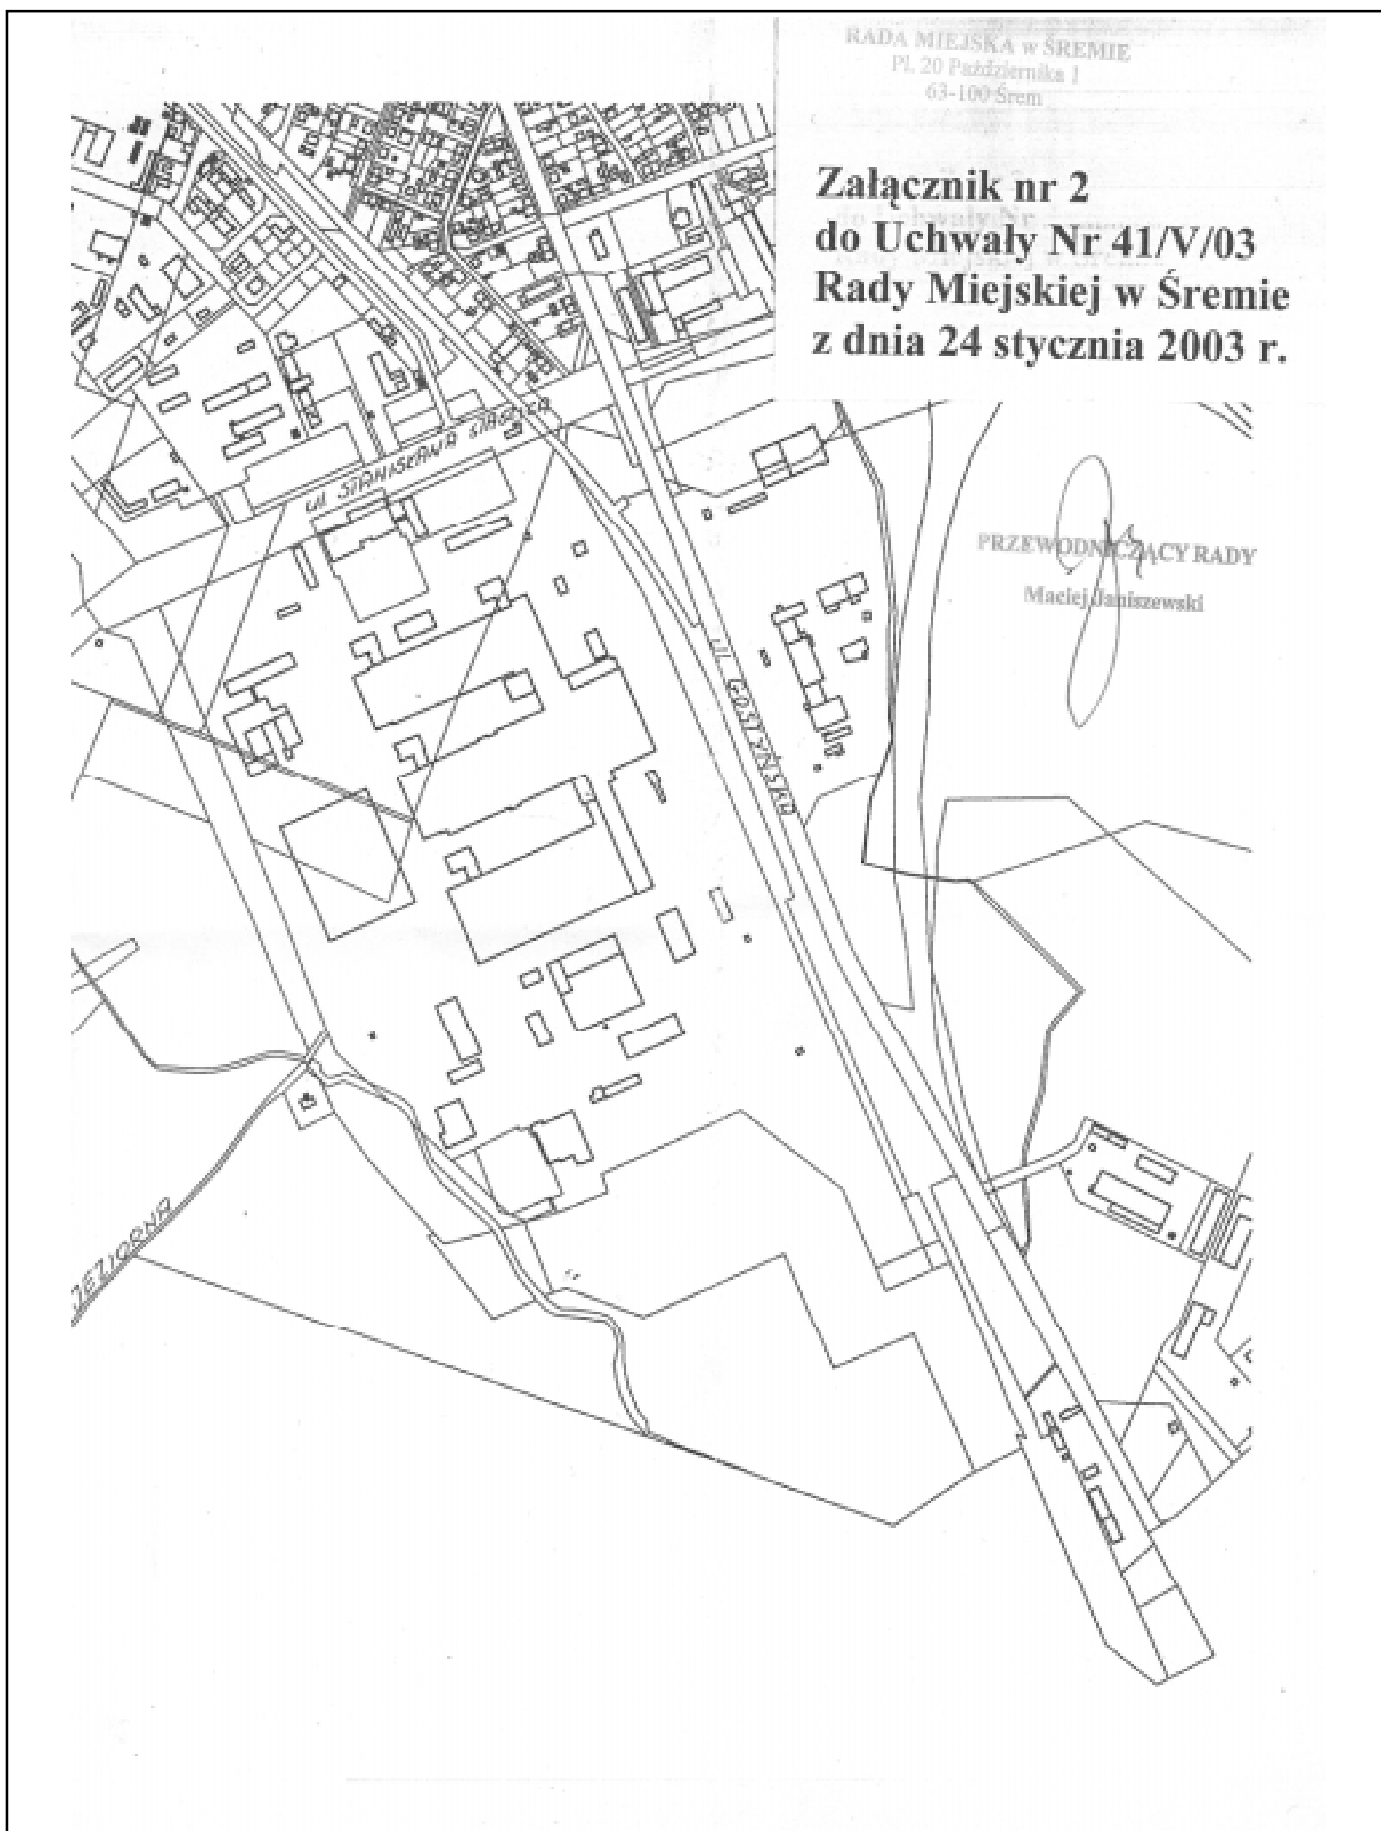 RADA MIEJSKA w ŚREMIE
Pl. 20 Października 1
63-100 Śrem
Załącznik nr 2
do Uchwały Nr 41/V/03
Rady Miejskiej w Śremie
z dnia 24 stycznia 2003 r.
UL STANISŁAWA STASZICA
PRZEWODNICZĄCY RADY
Maciej Janiszewski
UL. GOSTYŃSKA
JEZIORNA